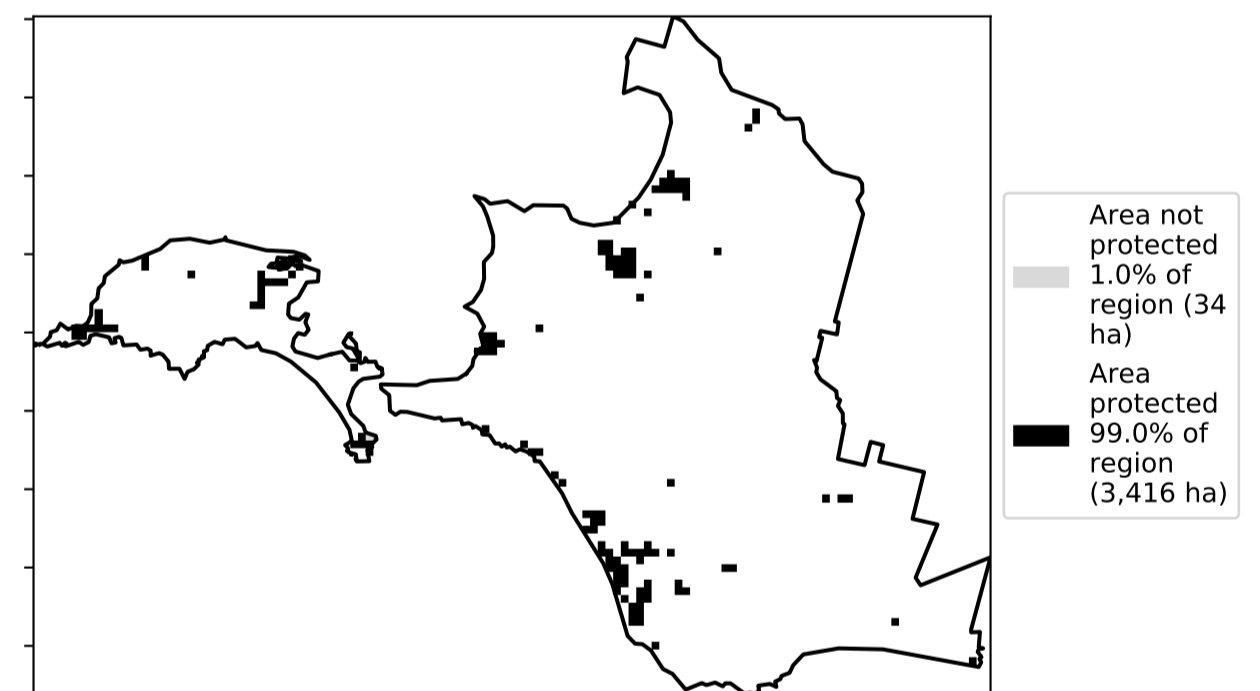 Area not
protected
1.0% of
region (34
ha)
Area
protected
99.0% of
region
(3,416 ha)